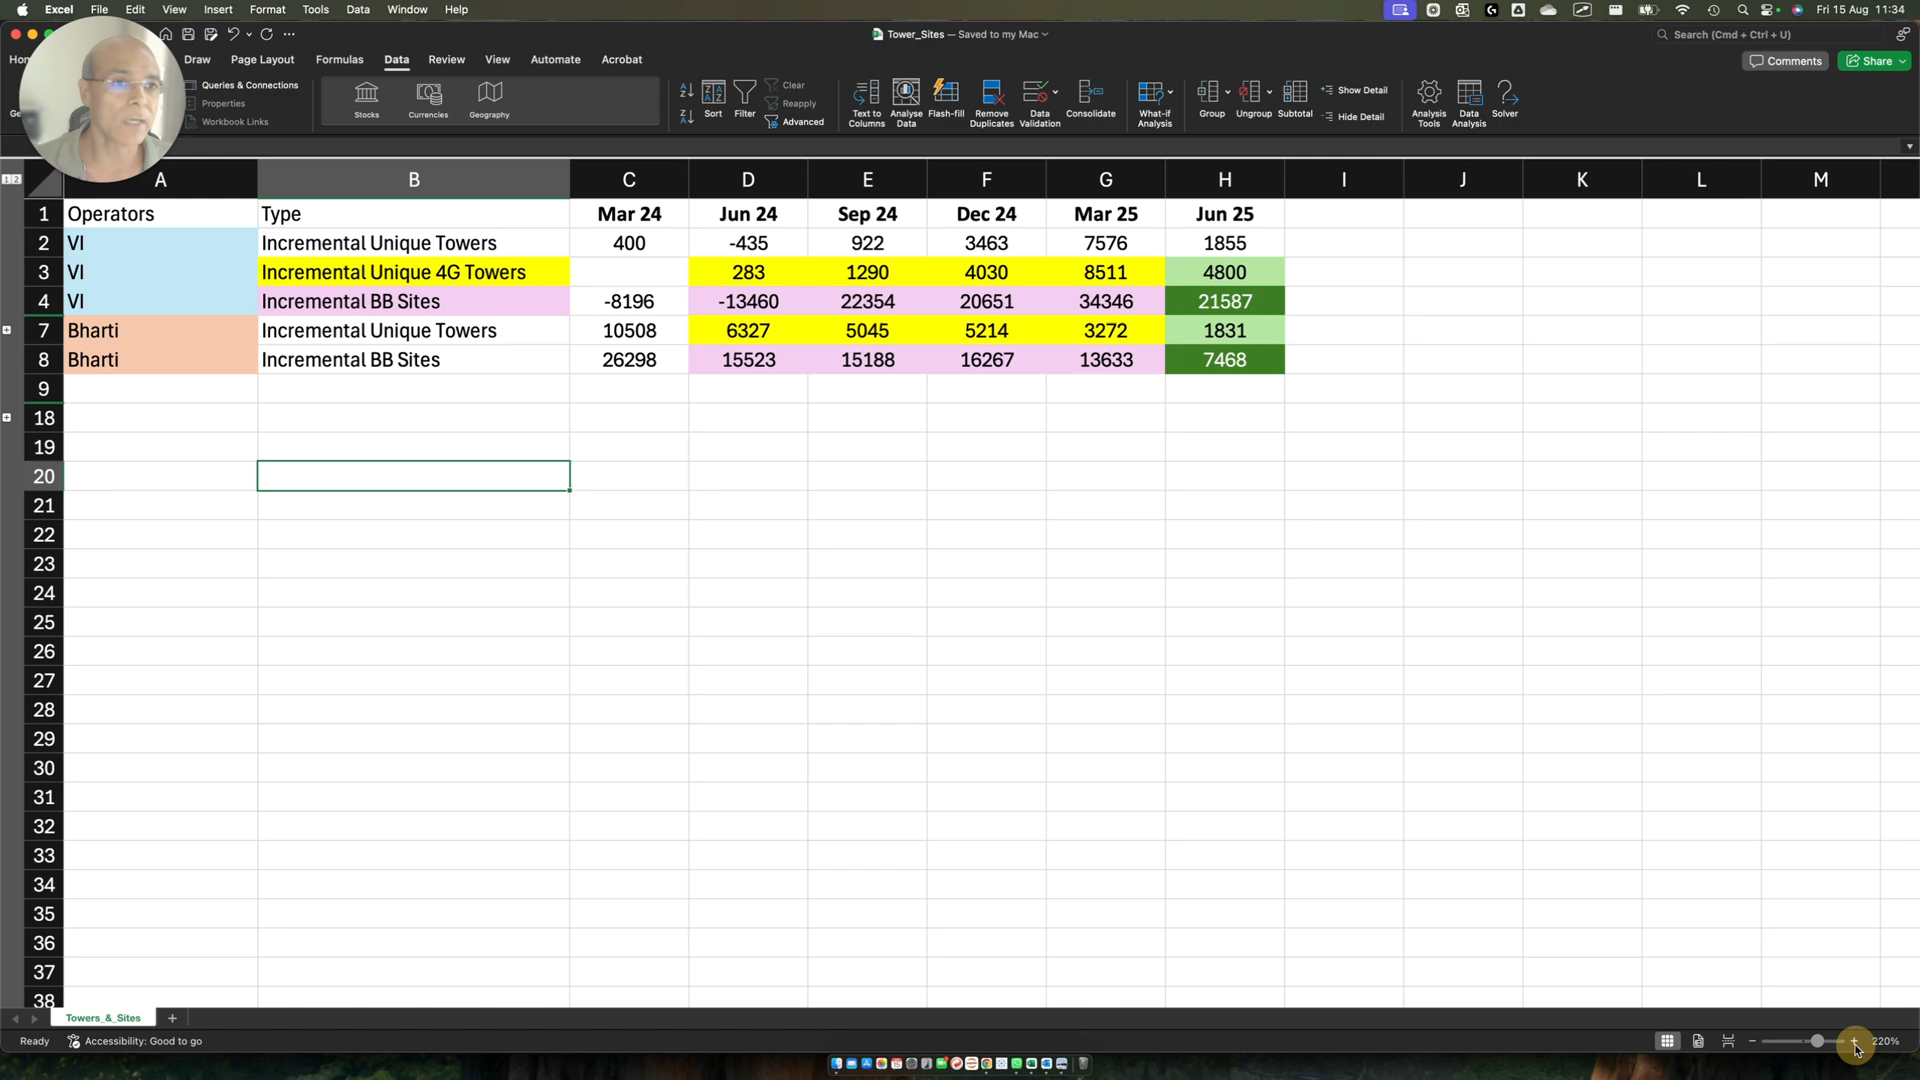 Excel File Edit View Insert Format Tools Data Window Help Fri 15 Aug 11:34
Tower_Sites — Saved to my Mac Search (Cmd + Ctrl + U)
Draw Page Layout Formulas Data Review View Automate Acrobat Comments Share
Queries & Connections
Properties
Workbook Links
Stocks Currencies Geography
Sort Filter
Clear
Reapply
Advanced
Text to Columns
Analyse Data
Flash-fill
Remove Duplicates
Data Validation
Consolidate
What-if Analysis
Group Ungroup Subtotal
Show Detail
Hide Detail
Analysis Tools
Data Analysis
Solver
1 2
A B C D E F G H I J K L M
1 Operators Type Mar 24 Jun 24 Sep 24 Dec 24 Mar 25 Jun 25
2 VI Incremental Unique Towers 400 -435 922 3463 7576 1855
3 VI Incremental Unique 4G Towers 283 1290 4030 8511 4800
4 VI Incremental BB Sites -8196 -13460 22354 20651 34346 21587
7 Bharti Incremental Unique Towers 10508 6327 5045 5214 3272 1831
8 Bharti Incremental BB Sites 26298 15523 15188 16267 13633 7468
9
18
19
20
21
22
23
24
25
26
27
28
29
30
31
32
33
34
35
36
37
38
Towers_&_Sites
Ready Accessibility: Good to go 220%